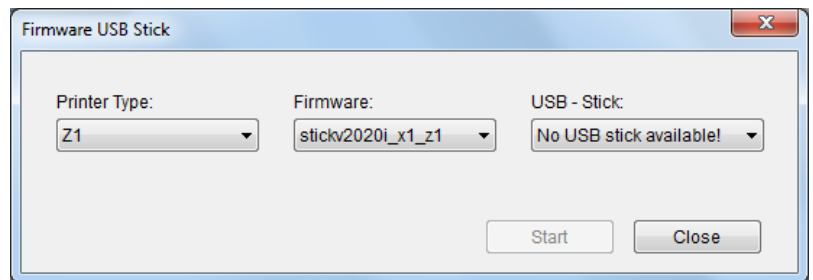 Firmware USB Stick
Printer Type: Firmware: USB - Stick:
Z1 stickv2020i_x1_z1 No USB stick available!
Start Close